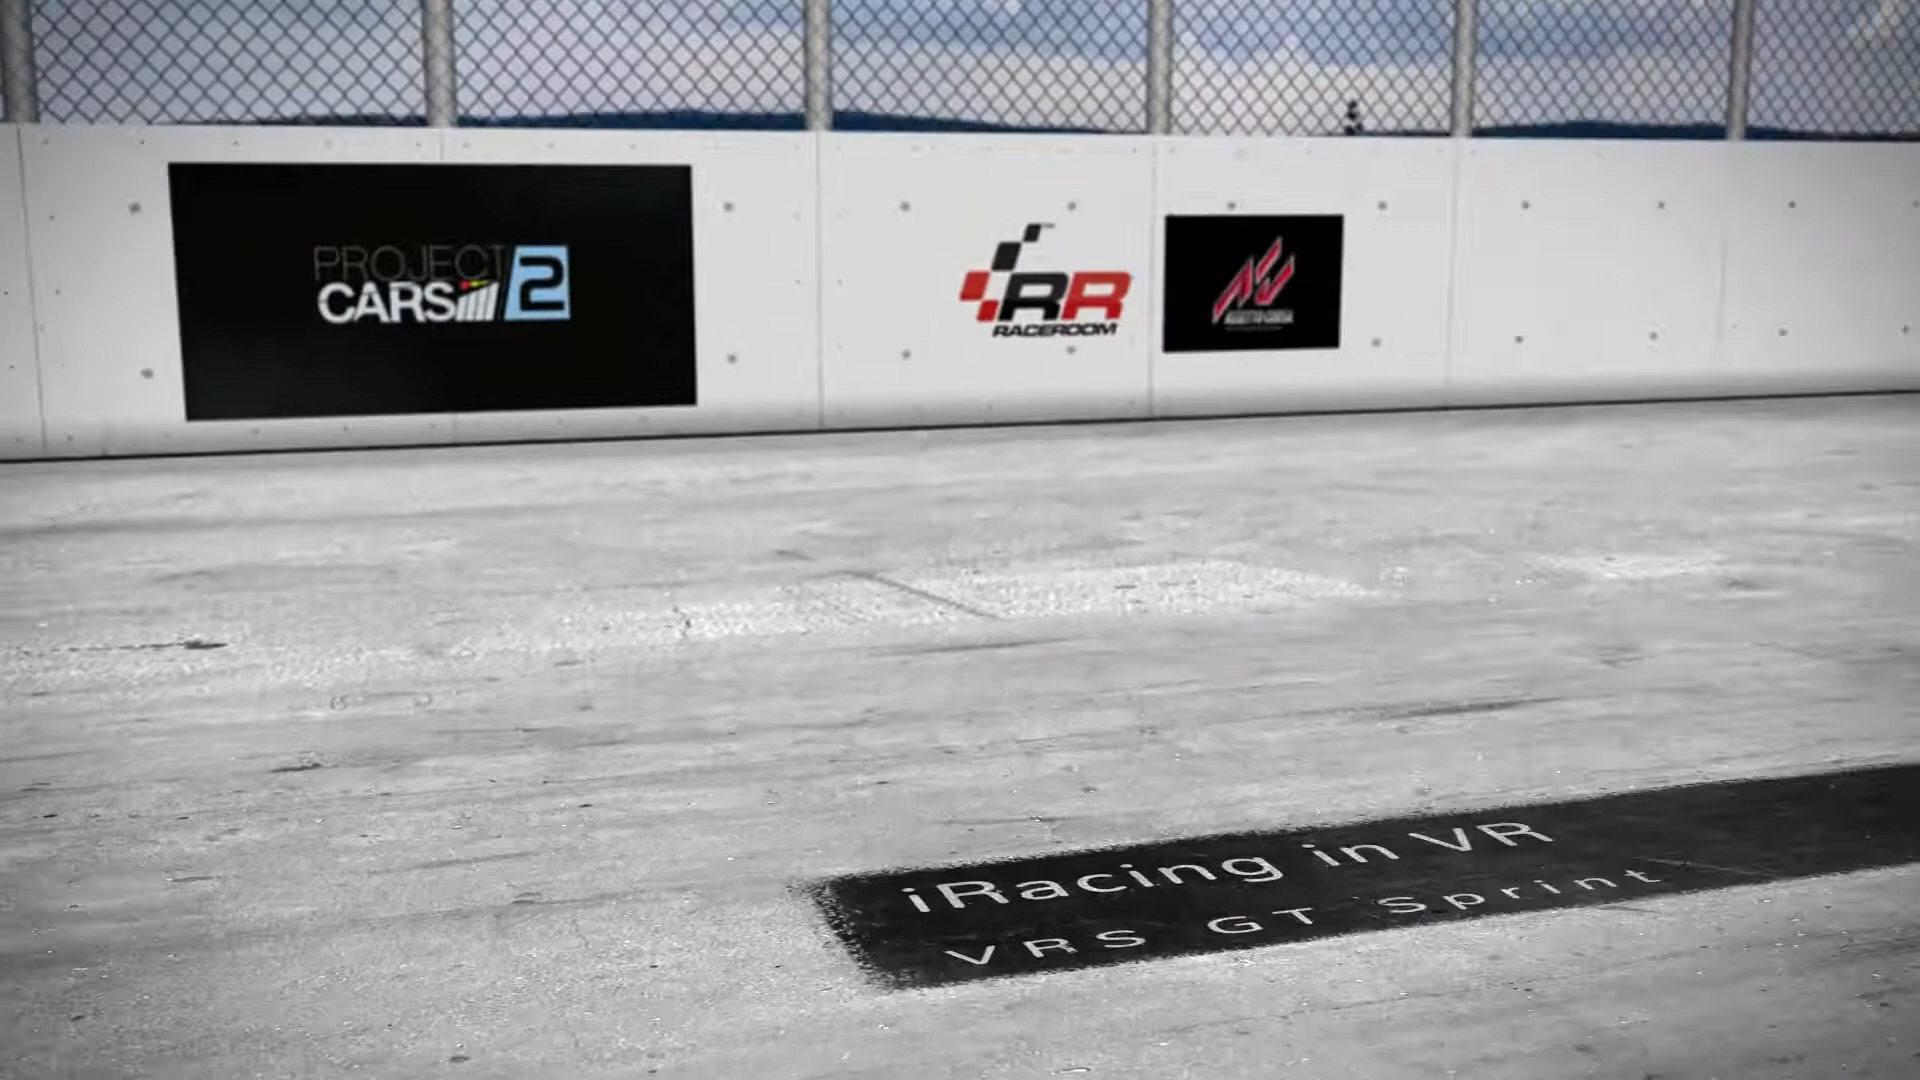 PROJECT
CARS 2
RR
RACEROOM
iRacing in VR
VRS GT Sprint